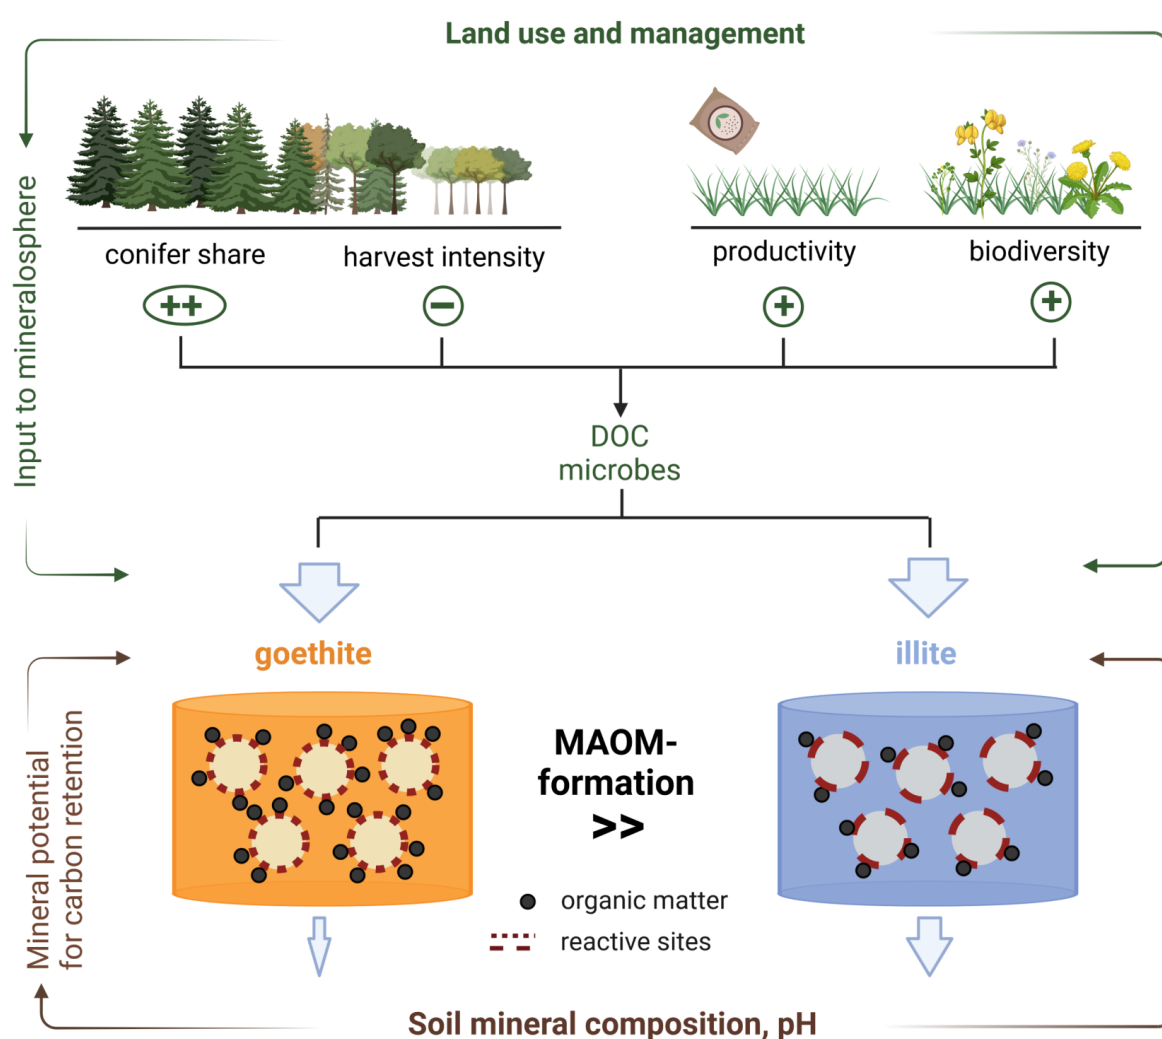 Land use and management
Input to mineralosphere
conifer share
harvest intensity
productivity
biodiversity
++
−
+
+
DOC
microbes
goethite
illite
Mineral potential
for carbon retention
MAOM-
formation
>>
organic matter
reactive sites
Soil mineral composition, pH